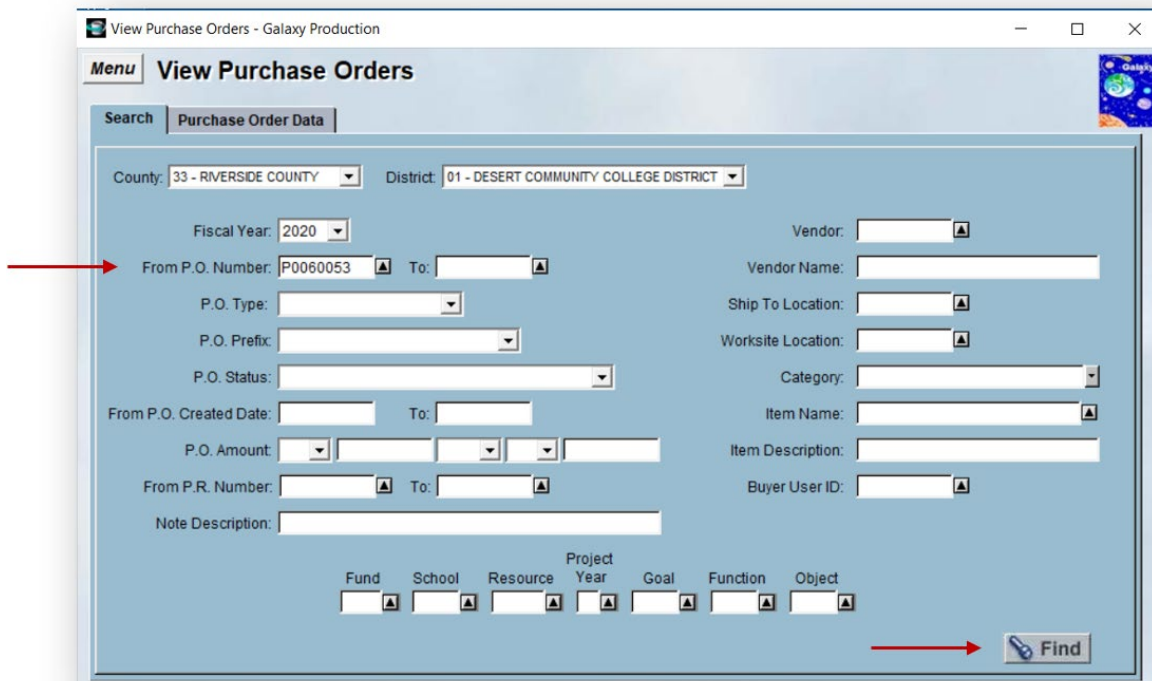 View Purchase Orders - Galaxy Production
Menu View Purchase Orders
Galaxy
Search Purchase Order Data
County: 33 - RIVERSIDE COUNTY District: 01 - DESERT COMMUNITY COLLEGE DISTRICT
Fiscal Year: 2020 Vendor:
From P.O. Number: P0060053 To: Vendor Name:
P.O. Type: Ship To Location:
P.O. Prefix: Worksite Location:
P.O. Status: Category:
From P.O. Created Date: To: Item Name:
P.O. Amount: Item Description:
From P.R. Number: To: Buyer User ID:
Note Description:
Fund School Resource Project Year Goal Function Object
Find